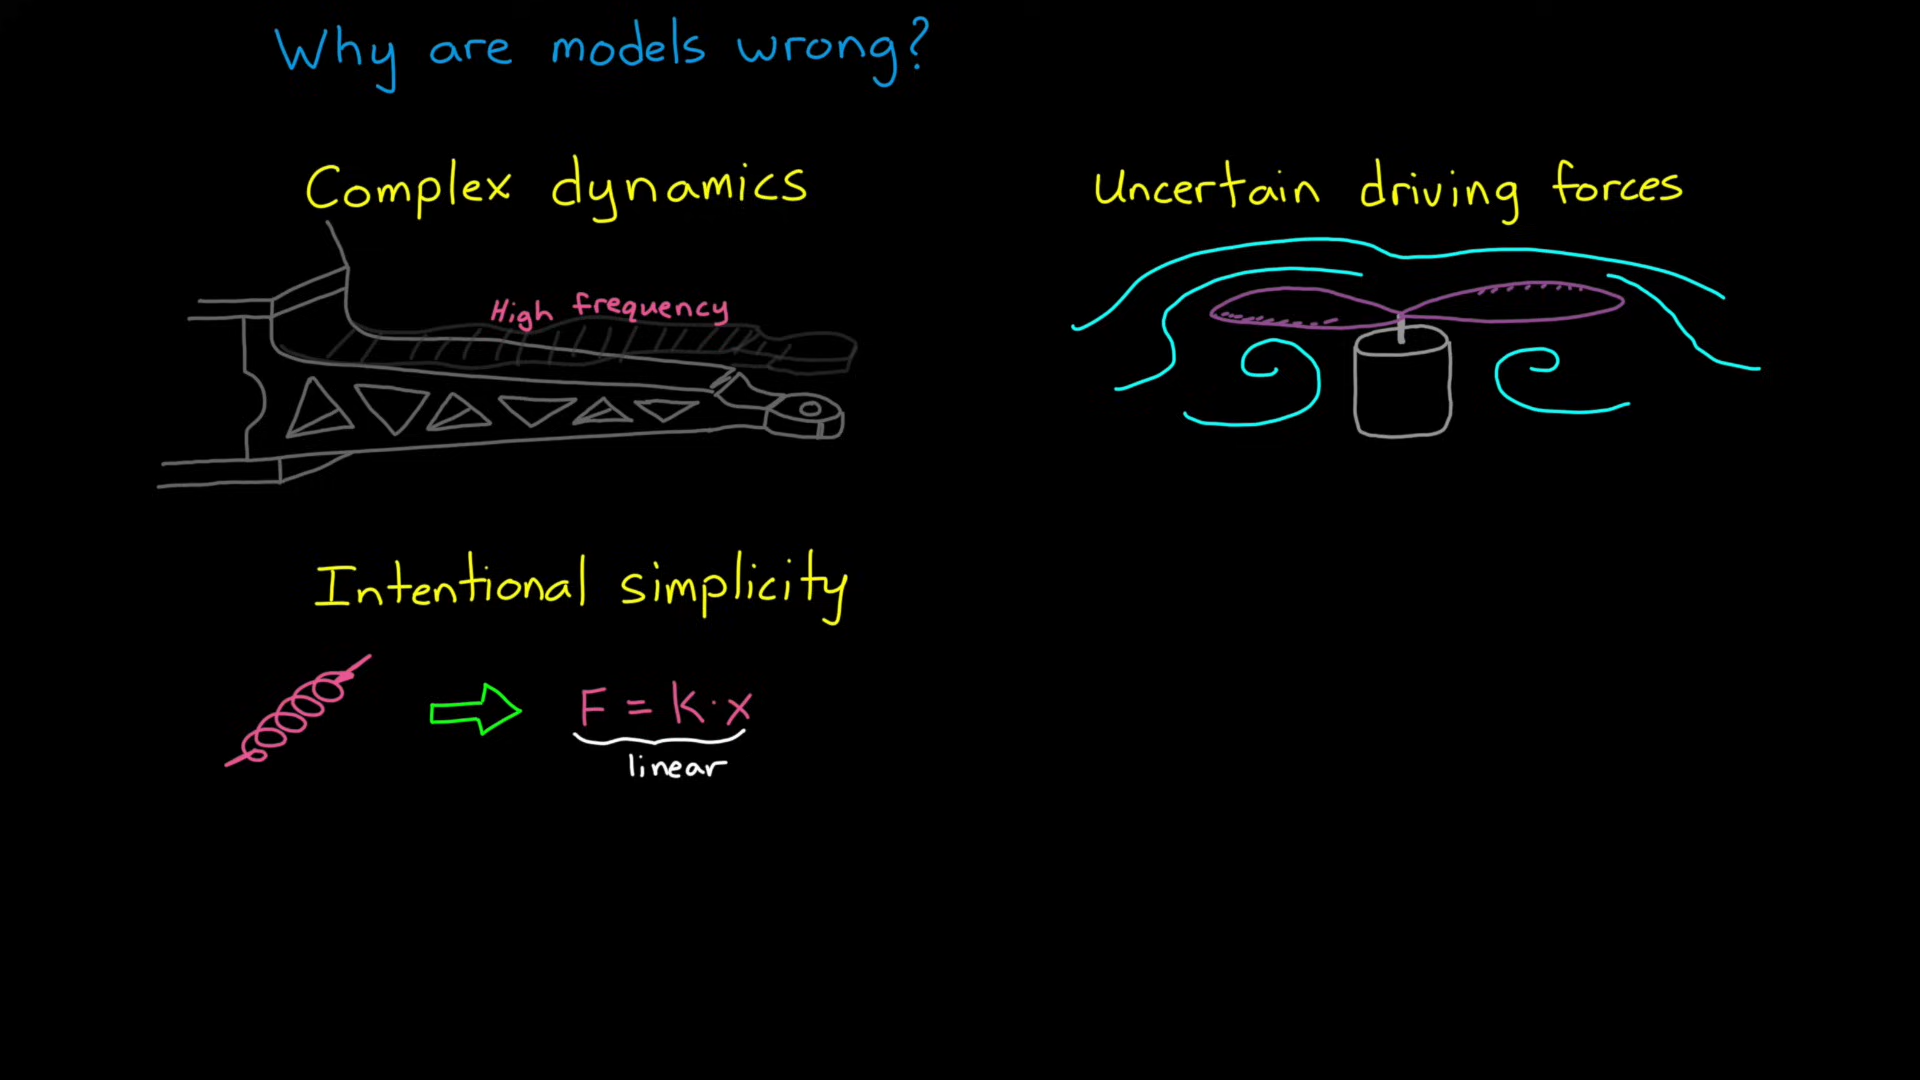 Why are models wrong?
Complex dynamics
High frequency
Uncertain driving forces
Intentional simplicity
F = K·x
linear